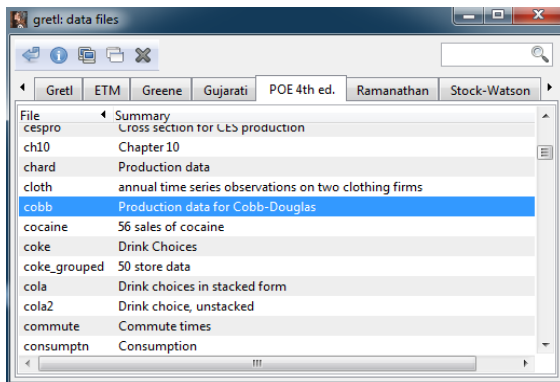 gretl: data files
Gretl ETM Greene Gujarati POE 4th ed. Ramanathan Stock-Watson
File Summary
cespro Cross section for CES production
ch10 Chapter 10
chard Production data
cloth annual time series observations on two clothing firms
cobb Production data for Cobb-Douglas
cocaine 56 sales of cocaine
coke Drink Choices
coke_grouped 50 store data
cola Drink choices in stacked form
cola2 Drink choice, unstacked
commute Commute times
consumptn Consumption